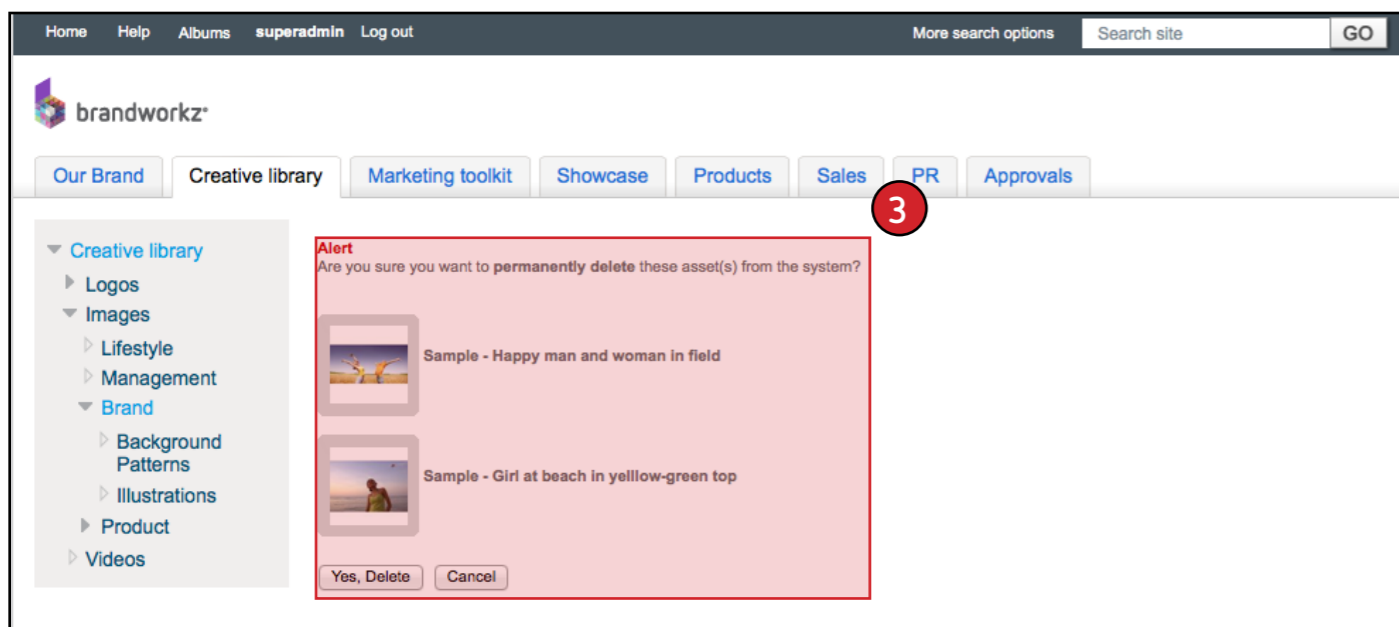 Home Help Albums superadmin Log out More search options Search site GO
brandworkz
Our Brand Creative library Marketing toolkit Showcase Products Sales PR Approvals
3
Creative library
Logos
Images
Lifestyle
Management
Brand
Background
Patterns
Illustrations
Product
Videos
Alert
Are you sure you want to permanently delete these asset(s) from the system?
Sample - Happy man and woman in field
Sample - Girl at beach in yelllow-green top
Yes, Delete Cancel